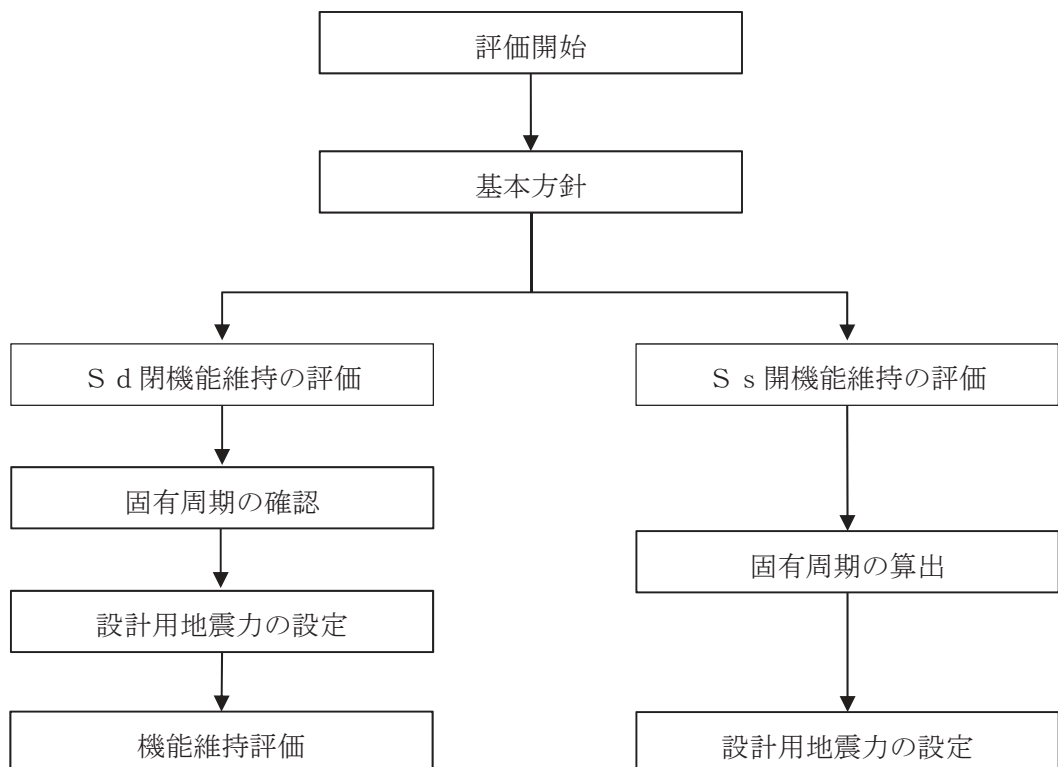 評価開始
基本方針
Ｓｄ閉機能維持の評価
固有周期の確認
設計用地震力の設定
機能維持評価
Ｓｓ開機能維持の評価
固有周期の算出
設計用地震力の設定